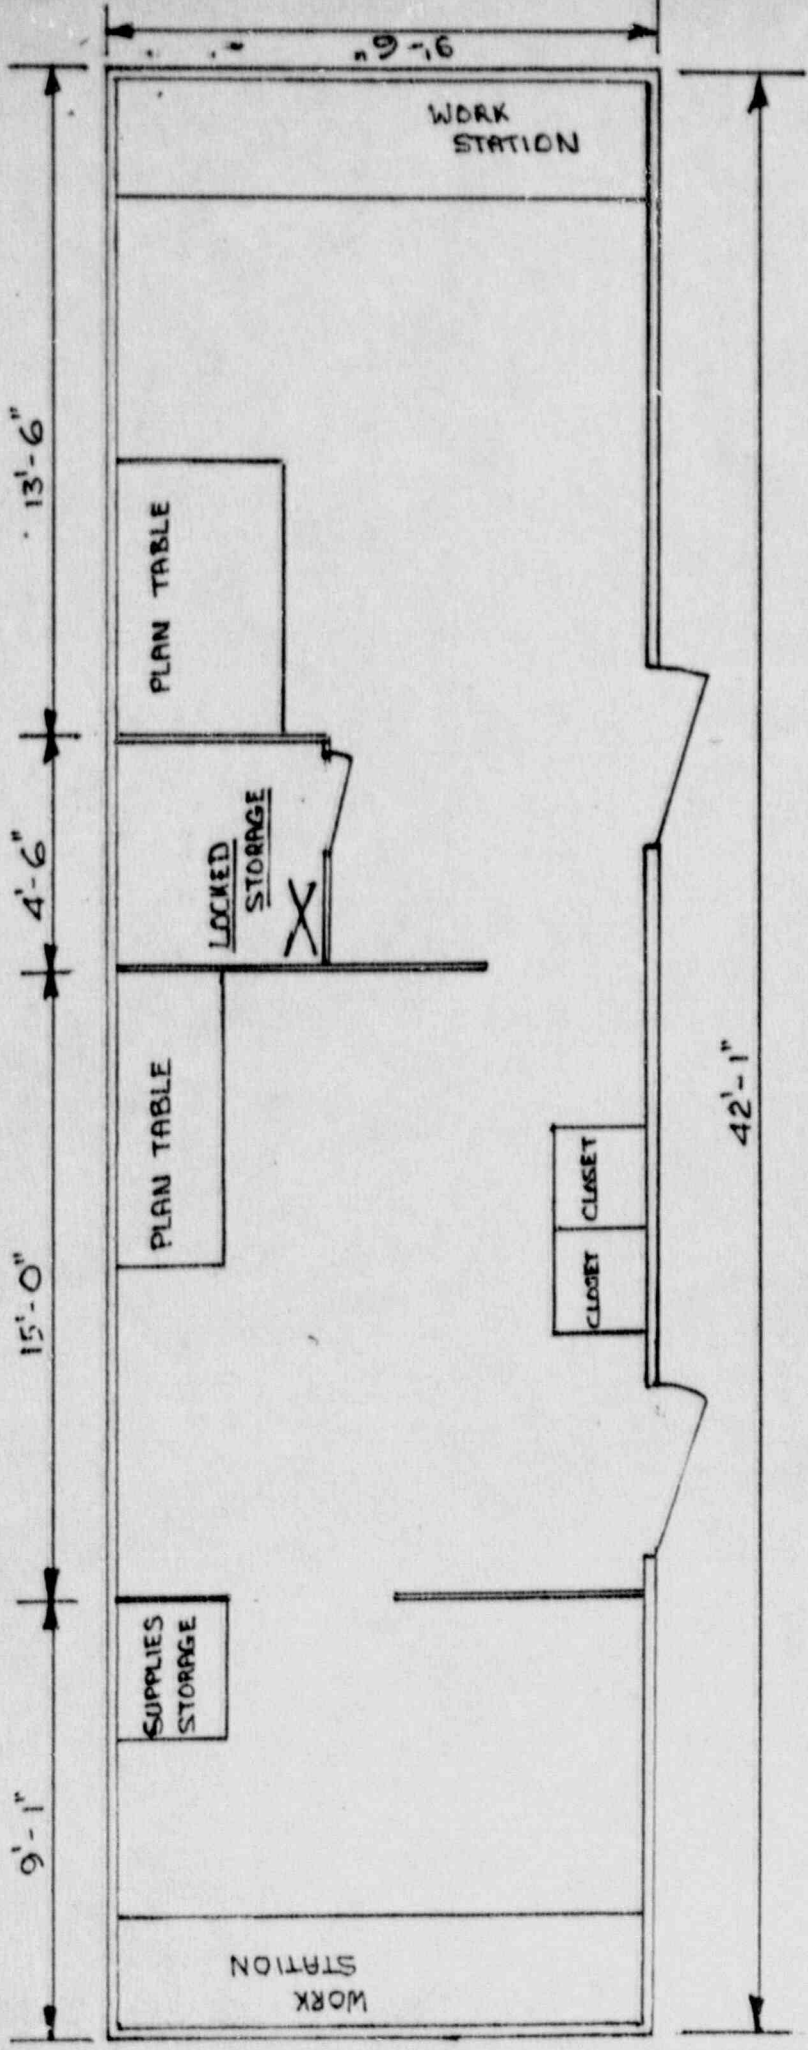 9'-6"
WORK
STATION
13'-6"
PLAN TABLE
4'-6"
LOCKED
STORAGE
X
PLAN TABLE
15'-0"
42'-1"
CLOSET
CLOSET
SUPPLIES
STORAGE
9'-1"
WORK
STATION